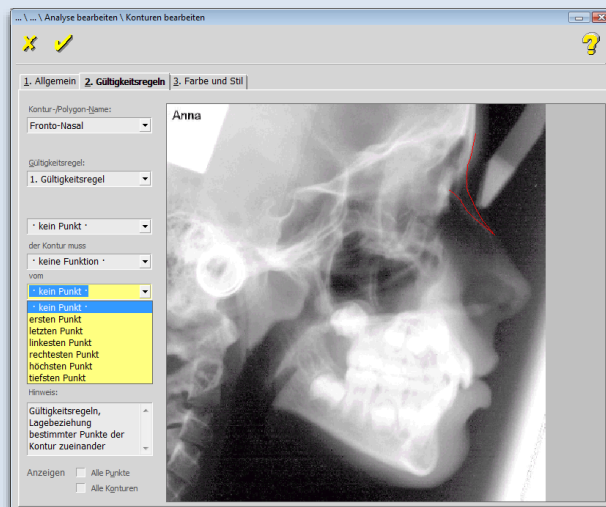 ... \ ... \ Analyse bearbeiten \ Konturen bearbeiten
1. Allgemein
2. Gültigkeitsregeln
3. Farbe und Stil
Kontur-/Polygon-Name:
Fronto-Nasal
Gültigkeitsregel:
1. Gültigkeitsregel
· kein Punkt ·
der Kontur muss
· keine Funktion ·
vom
· kein Punkt ·
· kein Punkt ·
ersten Punkt
letzten Punkt
linkesten Punkt
rechtesten Punkt
höchsten Punkt
tiefsten Punkt
Hinweis:
Gültigkeitsregeln,
Lagebeziehung
bestimmter Punkte der
Kontur zueinander
Anzeigen
Alle Punkte
Alle Konturen
Anna